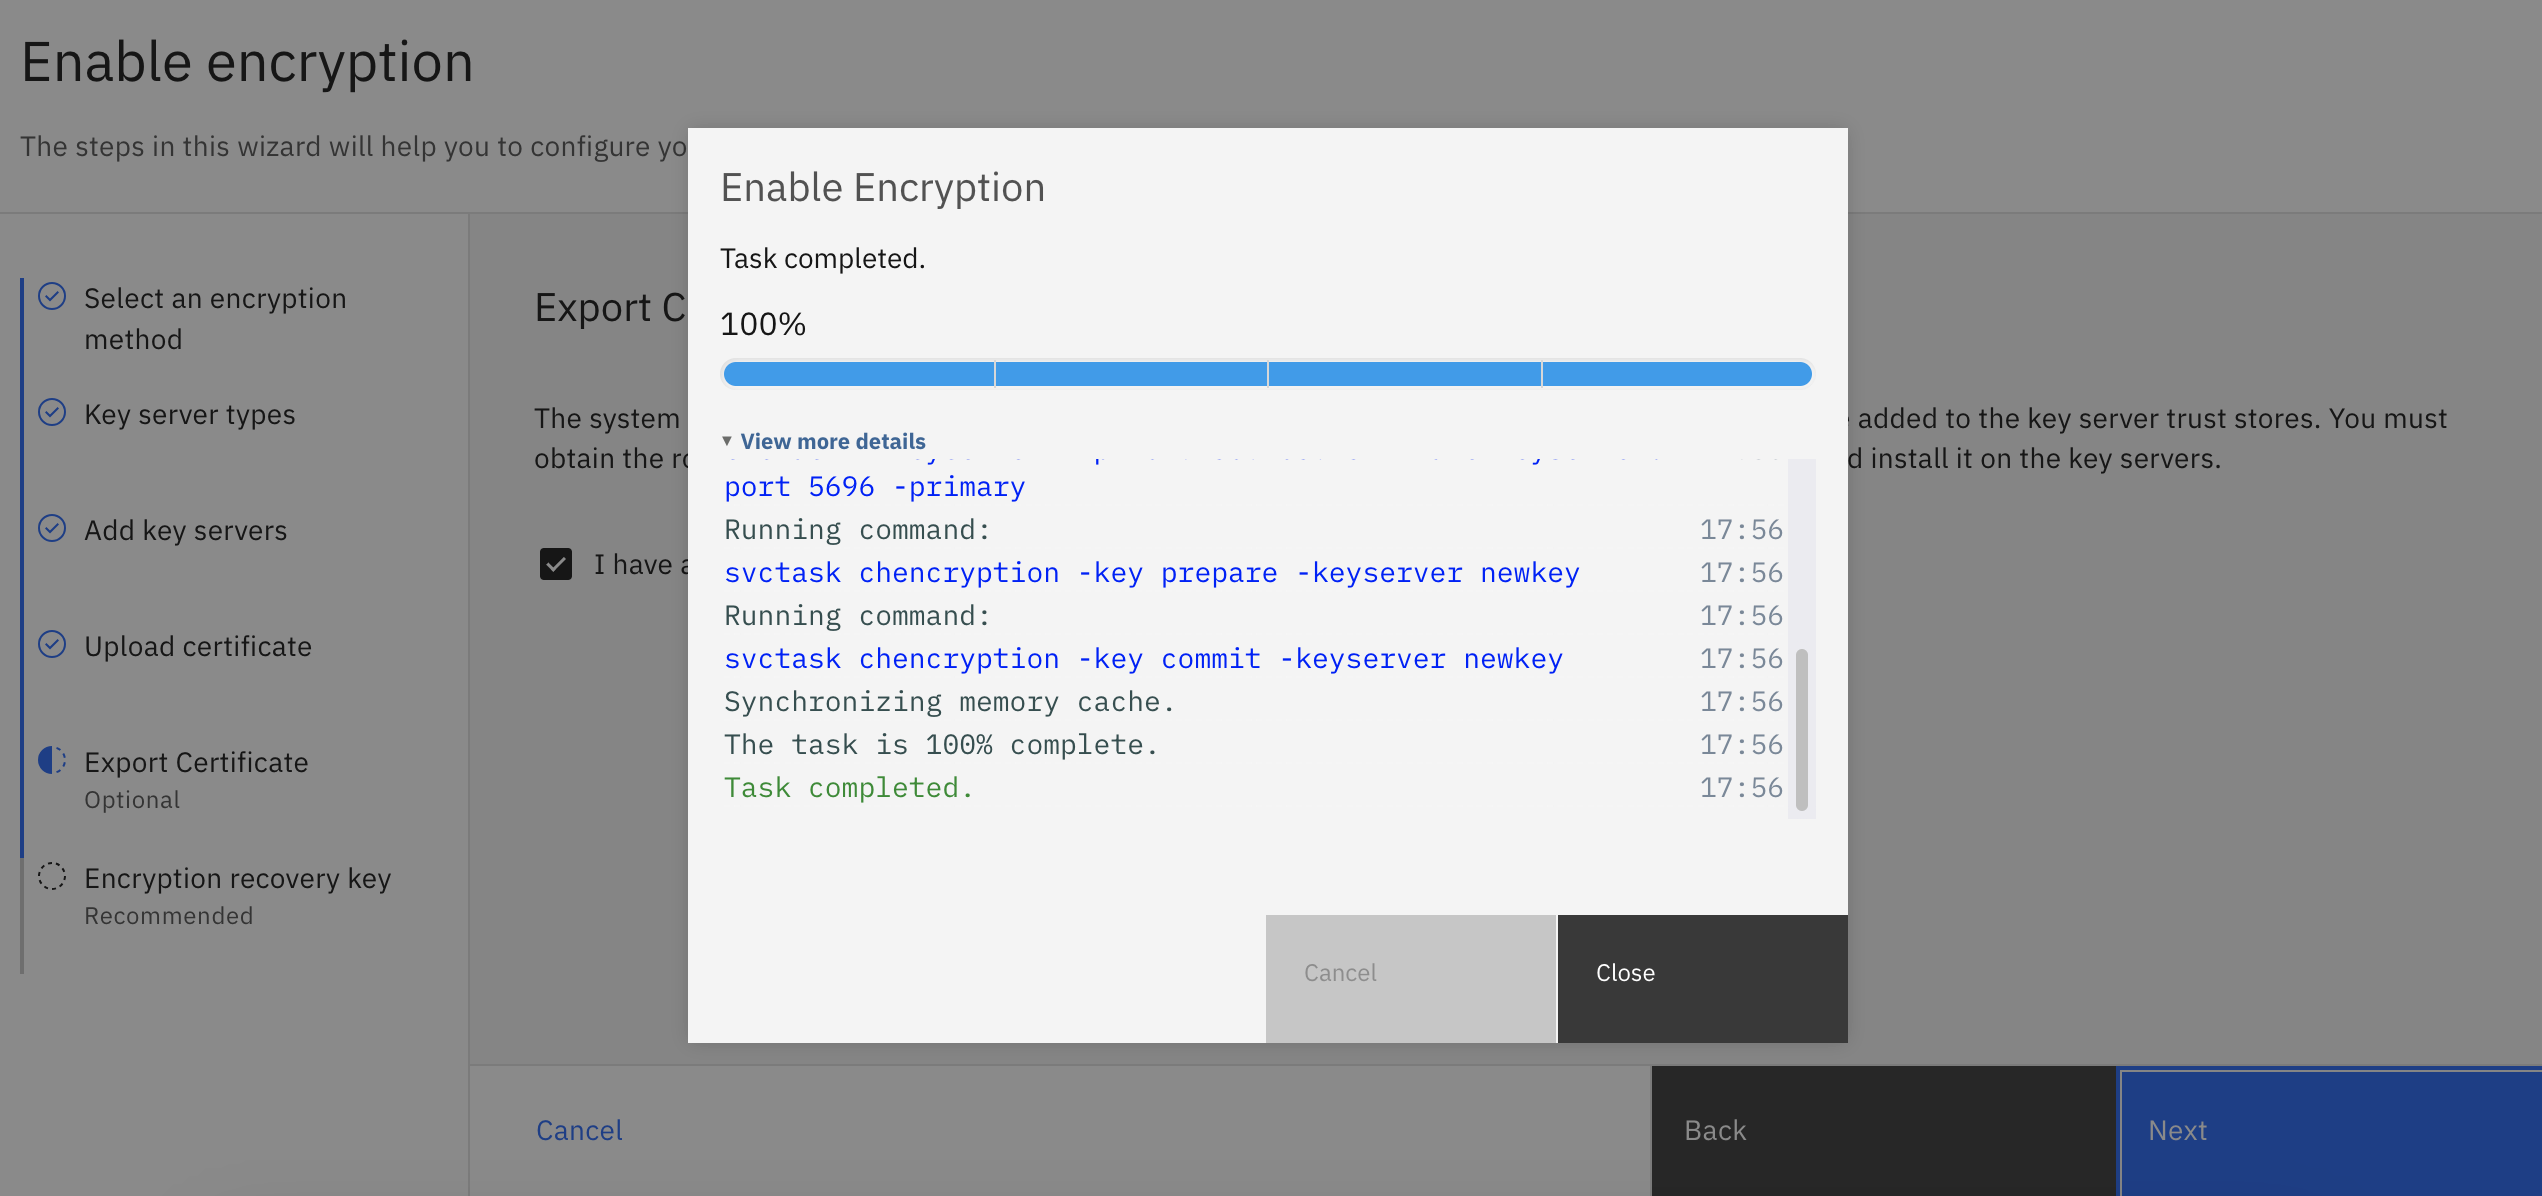 Enable encryption
The steps in this wizard will help you to configure yo
Select an encryption
method
Key server types
Add key servers
Upload certificate
Export Certificate
Optional
Encryption recovery key
Recommended
Export C
The system
added to the key server trust stores. You must
obtain the ro
d install it on the key servers.
I have a
Enable Encryption
Task completed.
100%
View more details
port 5696 -primary
Running command: 17:56
svctask chencryption -key prepare -keyserver newkey 17:56
Running command: 17:56
svctask chencryption -key commit -keyserver newkey 17:56
Synchronizing memory cache. 17:56
The task is 100% complete. 17:56
Task completed. 17:56
Cancel
Close
Cancel
Back
Next